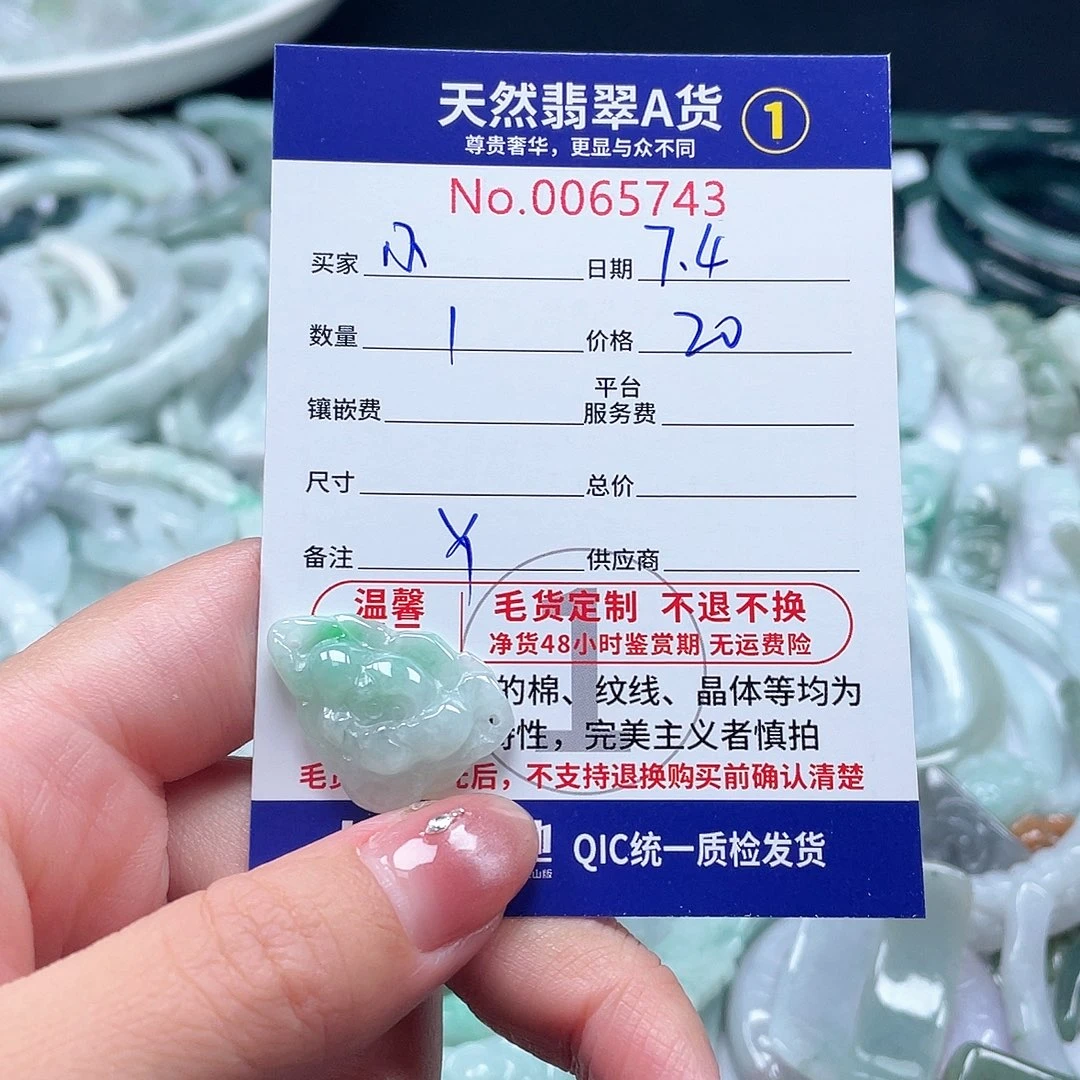 天然翡翠A货 1
尊贵奢华，更显与众不同
No.0065743
买家 日期 7.4
数量 1 价格 20
平台
镶嵌费 服务费
尺寸 总价
备注 供应商
温馨 毛货定制 不退不换
净货48小时鉴赏期 无运费险
的棉、纹线、晶体等均为
特性，完美主义者慎拍
毛 后，不支持退换购买前确认清楚
QIC统一质检发货